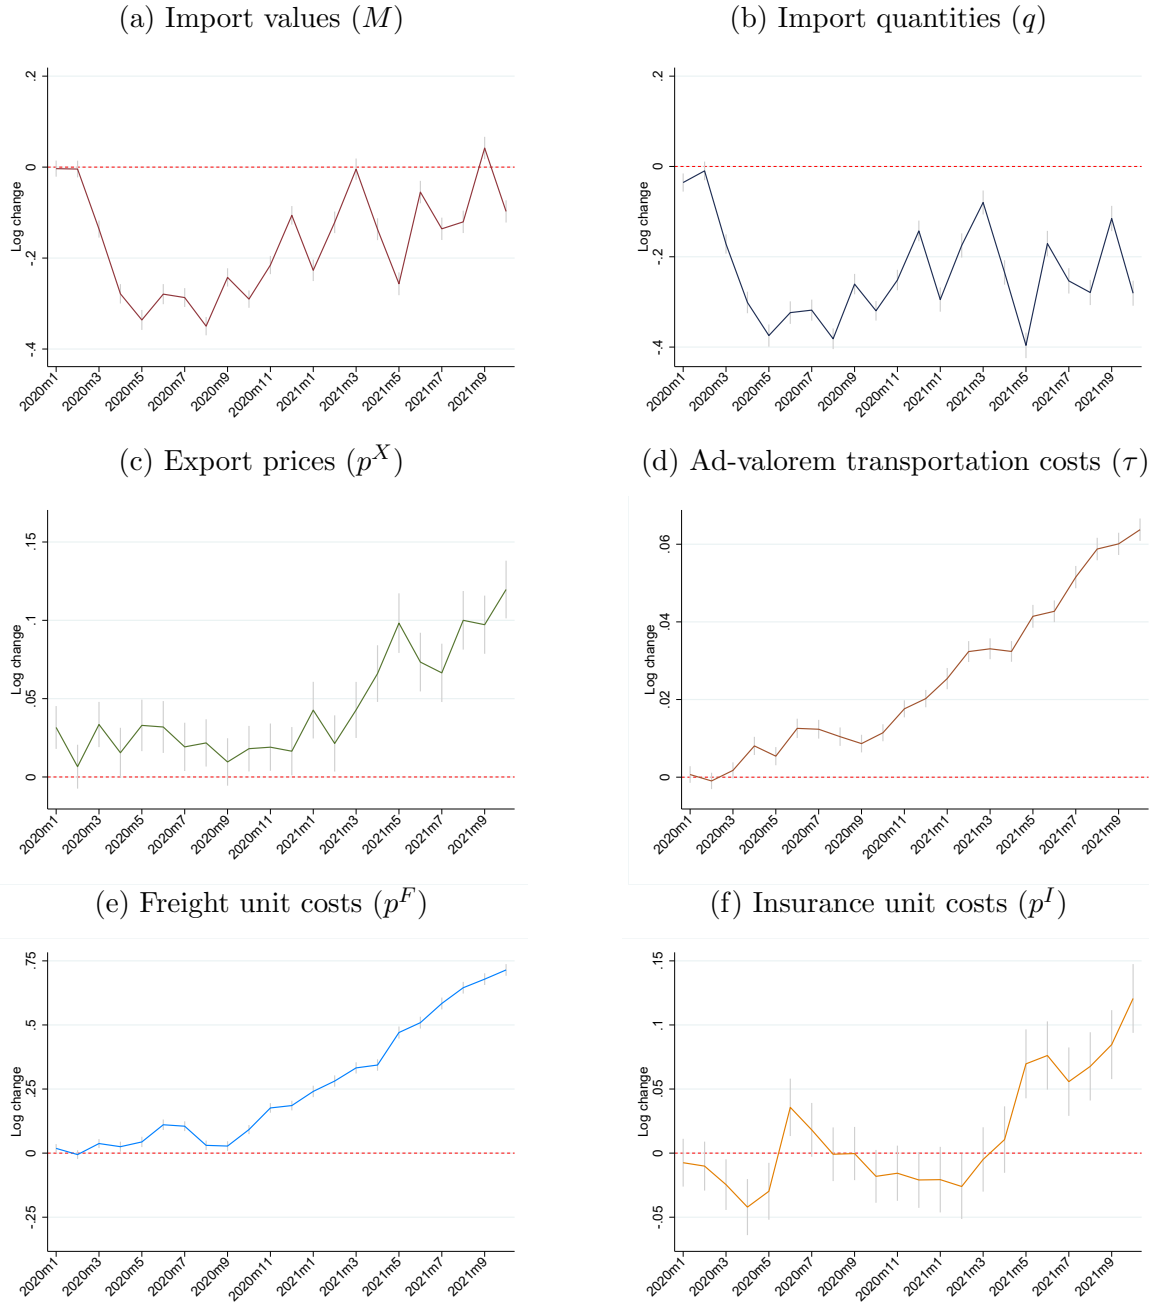 (a) Import values (M)
.2
0
-.2
-.4
Log change
2020m1
2020m3
2020m5
2020m7
2020m9
2020m11
2021m1
2021m3
2021m5
2021m7
2021m9
(b) Import quantities (q)
.2
0
-.2
-.4
Log change
2020m1
2020m3
2020m5
2020m7
2020m9
2020m11
2021m1
2021m3
2021m5
2021m7
2021m9
(c) Export prices (p^X)
.15
.1
.05
0
Log change
2020m1
2020m3
2020m5
2020m7
2020m9
2020m11
2021m1
2021m3
2021m5
2021m7
2021m9
(d) Ad-valorem transportation costs (τ)
.06
.04
.02
0
Log change
2020m1
2020m3
2020m5
2020m7
2020m9
2020m11
2021m1
2021m3
2021m5
2021m7
2021m9
(e) Freight unit costs (p^F)
.75
.5
.25
0
-.25
Log change
2020m1
2020m3
2020m5
2020m7
2020m9
2020m11
2021m1
2021m3
2021m5
2021m7
2021m9
(f) Insurance unit costs (p^I)
.15
.1
.05
0
-.05
Log change
2020m1
2020m3
2020m5
2020m7
2020m9
2020m11
2021m1
2021m3
2021m5
2021m7
2021m9